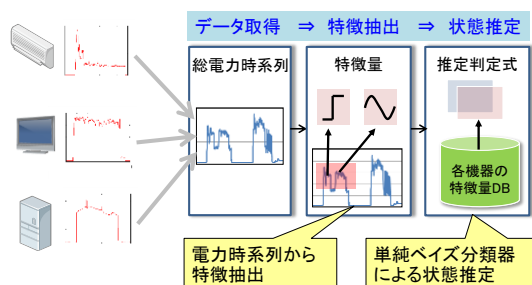 データ取得 ⇒ 特徴抽出 ⇒ 状態推定
総電力時系列
特徴量
推定判定式
各機器の
特徴量DB
電力時系列から
特徴抽出
単純ベイズ分類器
による状態推定